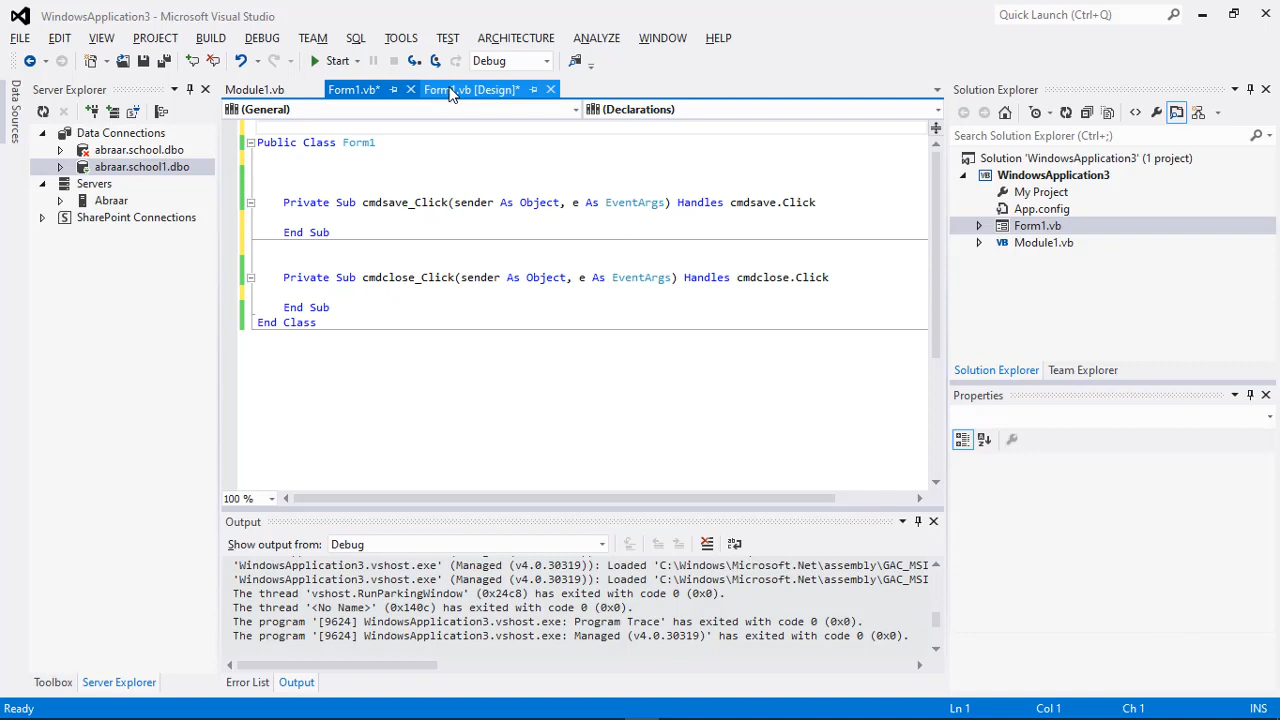 WindowsApplication3 - Microsoft Visual Studio
Quick Launch (Ctrl+Q)
FILE EDIT VIEW PROJECT BUILD DEBUG TEAM SQL TOOLS TEST ARCHITECTURE ANALYZE WINDOW HELP
Start Debug
Data Sources
Server Explorer
Data Connections
abraar.school.dbo
abraar.school1.dbo
Servers
Abraar
SharePoint Connections
Toolbox Server Explorer
Module1.vb Form1.vb* Form1.vb [Design]*
(General) (Declarations)
Public Class Form1
Private Sub cmdsave_Click(sender As Object, e As EventArgs) Handles cmdsave.Click
End Sub
Private Sub cmdclose_Click(sender As Object, e As EventArgs) Handles cmdclose.Click
End Sub
End Class
100 %
Output
Show output from: Debug
'WindowsApplication3.vshost.exe' (Managed (v4.0.30319)): Loaded 'C:\Windows\Microsoft.Net\assembly\GAC_MSI
'WindowsApplication3.vshost.exe' (Managed (v4.0.30319)): Loaded 'C:\Windows\Microsoft.Net\assembly\GAC_MSI
The thread 'vshost.RunParkingWindow' (0x24c8) has exited with code 0 (0x0).
The thread '<No Name>' (0x140c) has exited with code 0 (0x0).
The program '[9624] WindowsApplication3.vshost.exe: Program Trace' has exited with code 0 (0x0).
The program '[9624] WindowsApplication3.vshost.exe: Managed (v4.0.30319)' has exited with code 0 (0x0).
Error List Output
Solution Explorer
Search Solution Explorer (Ctrl+;)
Solution 'WindowsApplication3' (1 project)
WindowsApplication3
My Project
App.config
Form1.vb
Module1.vb
Solution Explorer Team Explorer
Properties
Ready Ln 1 Col 1 Ch 1 INS